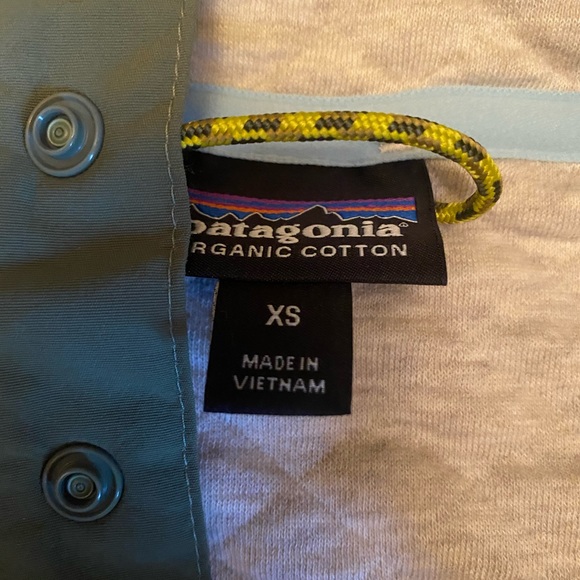 patagonia®
RGANIC COTTON
XS
MADE IN
VIETNAM